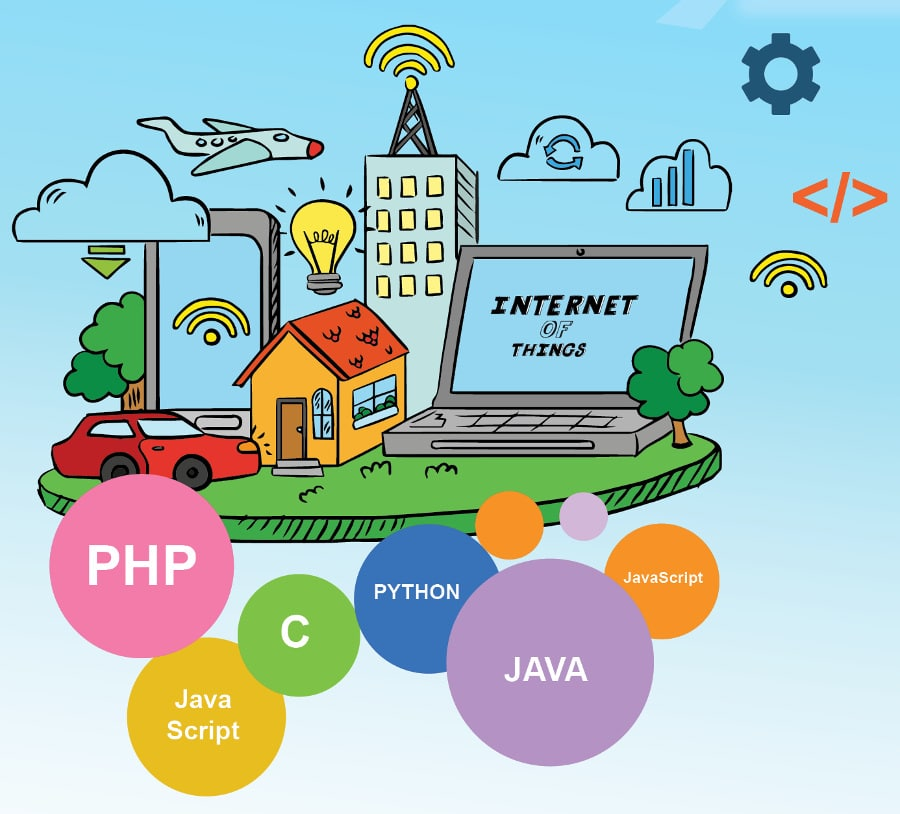 </>
INTERNET
OF
THINGS
PHP
C
PYTHON
JavaScript
JAVA
Java
Script